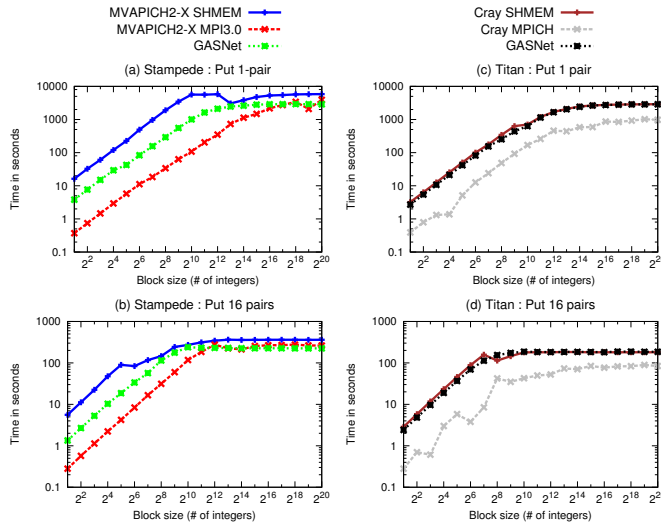 MVAPICH2-X SHMEM
MVAPICH2-X MPI3.0
GASNet
Cray SHMEM
Cray MPICH
GASNet
(a) Stampede : Put 1-pair
Time in seconds
10000
1000
100
10
1
0.1
2^2 2^4 2^6 2^8 2^10 2^12 2^14 2^16 2^18 2^20
Block size (# of integers)
(c) Titan : Put 1 pair
Time in seconds
10000
1000
100
10
1
0.1
2^2 2^4 2^6 2^8 2^10 2^12 2^14 2^16 2^18 2^20
Block size (# of integers)
(b) Stampede : Put 16 pairs
Time in seconds
1000
100
10
1
0.1
2^2 2^4 2^6 2^8 2^10 2^12 2^14 2^16 2^18 2^20
Block size (# of integers)
(d) Titan : Put 16 pairs
Time in seconds
1000
100
10
1
0.1
2^2 2^4 2^6 2^8 2^10 2^12 2^14 2^16 2^18 2^20
Block size (# of integers)